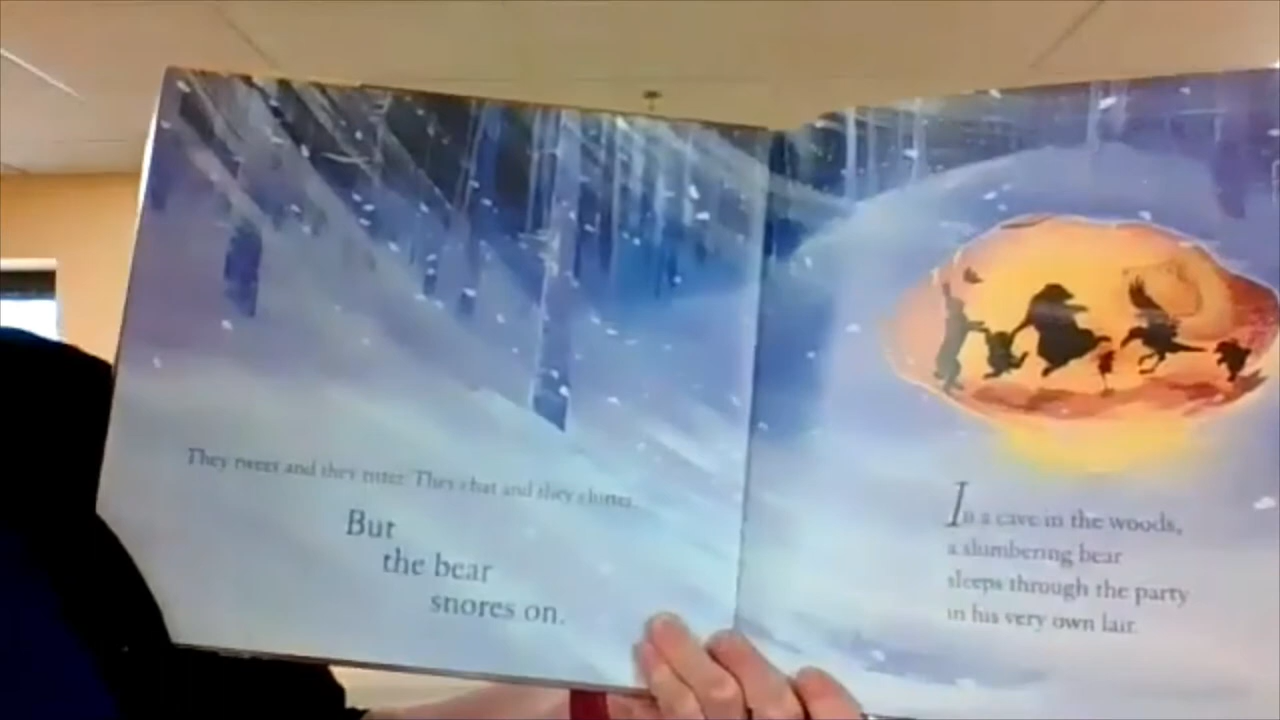 They tweet and they titter. They chat and they chitter.
But
the bear
snores on.
In a cave in the woods,
a slumbering bear
sleeps through the party
in his very own lair.